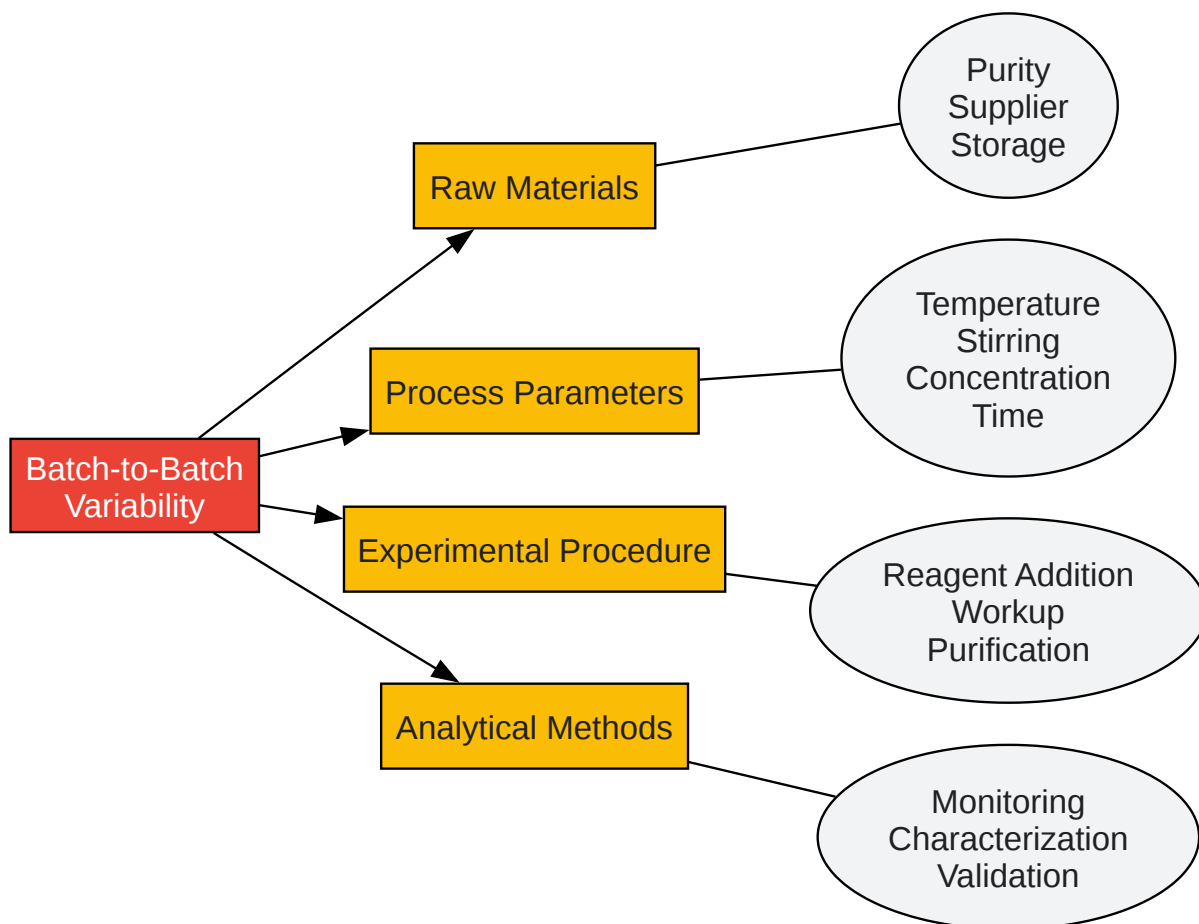 Batch-to-Batch
Variability
Raw Materials
Purity
Supplier
Storage
Process Parameters
Temperature
Stirring
Concentration
Time
Experimental Procedure
Reagent Addition
Workup
Purification
Analytical Methods
Monitoring
Characterization
Validation